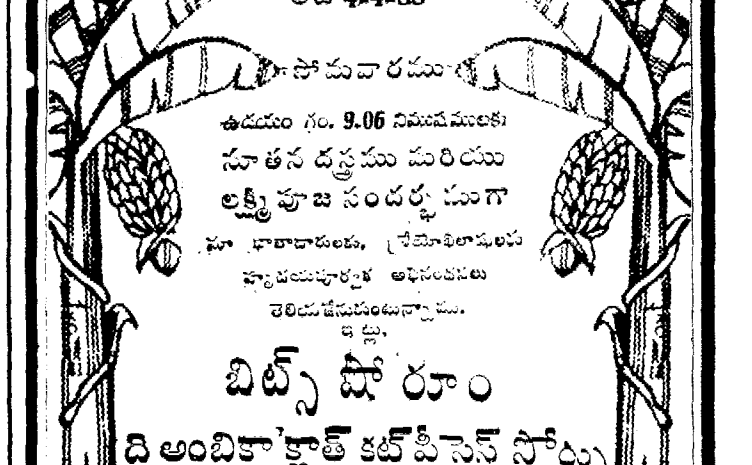 సోమవారము
ఉదయం గం. 9.06 నిముషములకు
నూతన దస్త్రము మరియు
లక్ష్మీ పూజ సందర్భముగా
మా ఖాతాదారులకు, శ్రేయోభిలాషులకు
హృదయపూర్వక అభినందనలు
తెలియజేసుకుంటున్నాము.
ఇట్లు,
బిట్స్ షో రూం
ది అంబికా క్లాత్ కట్ పీసెస్ స్టోర్సు